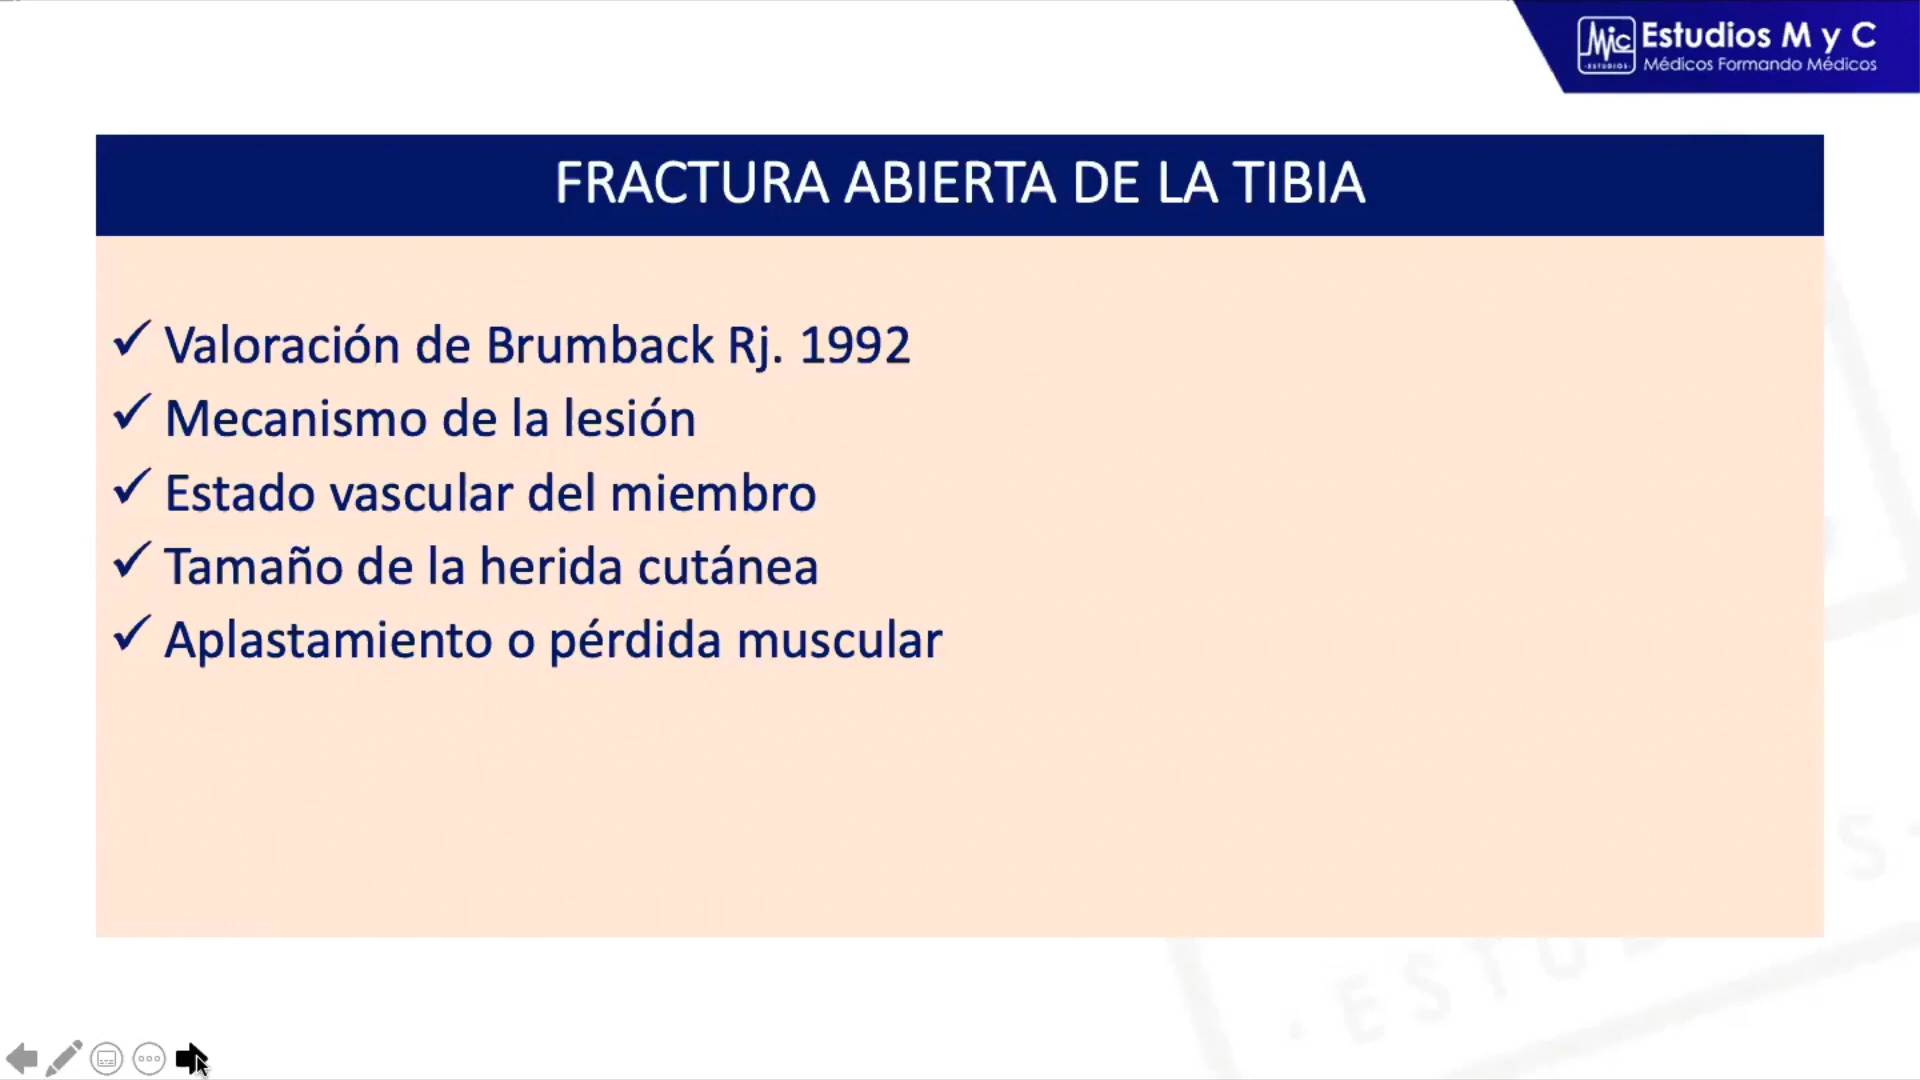 Estudios M y C
Médicos Formando Médicos
FRACTURA ABIERTA DE LA TIBIA
✓ Valoración de Brumback Rj. 1992
✓ Mecanismo de la lesión
✓ Estado vascular del miembro
✓ Tamaño de la herida cutánea
✓ Aplastamiento o pérdida muscular